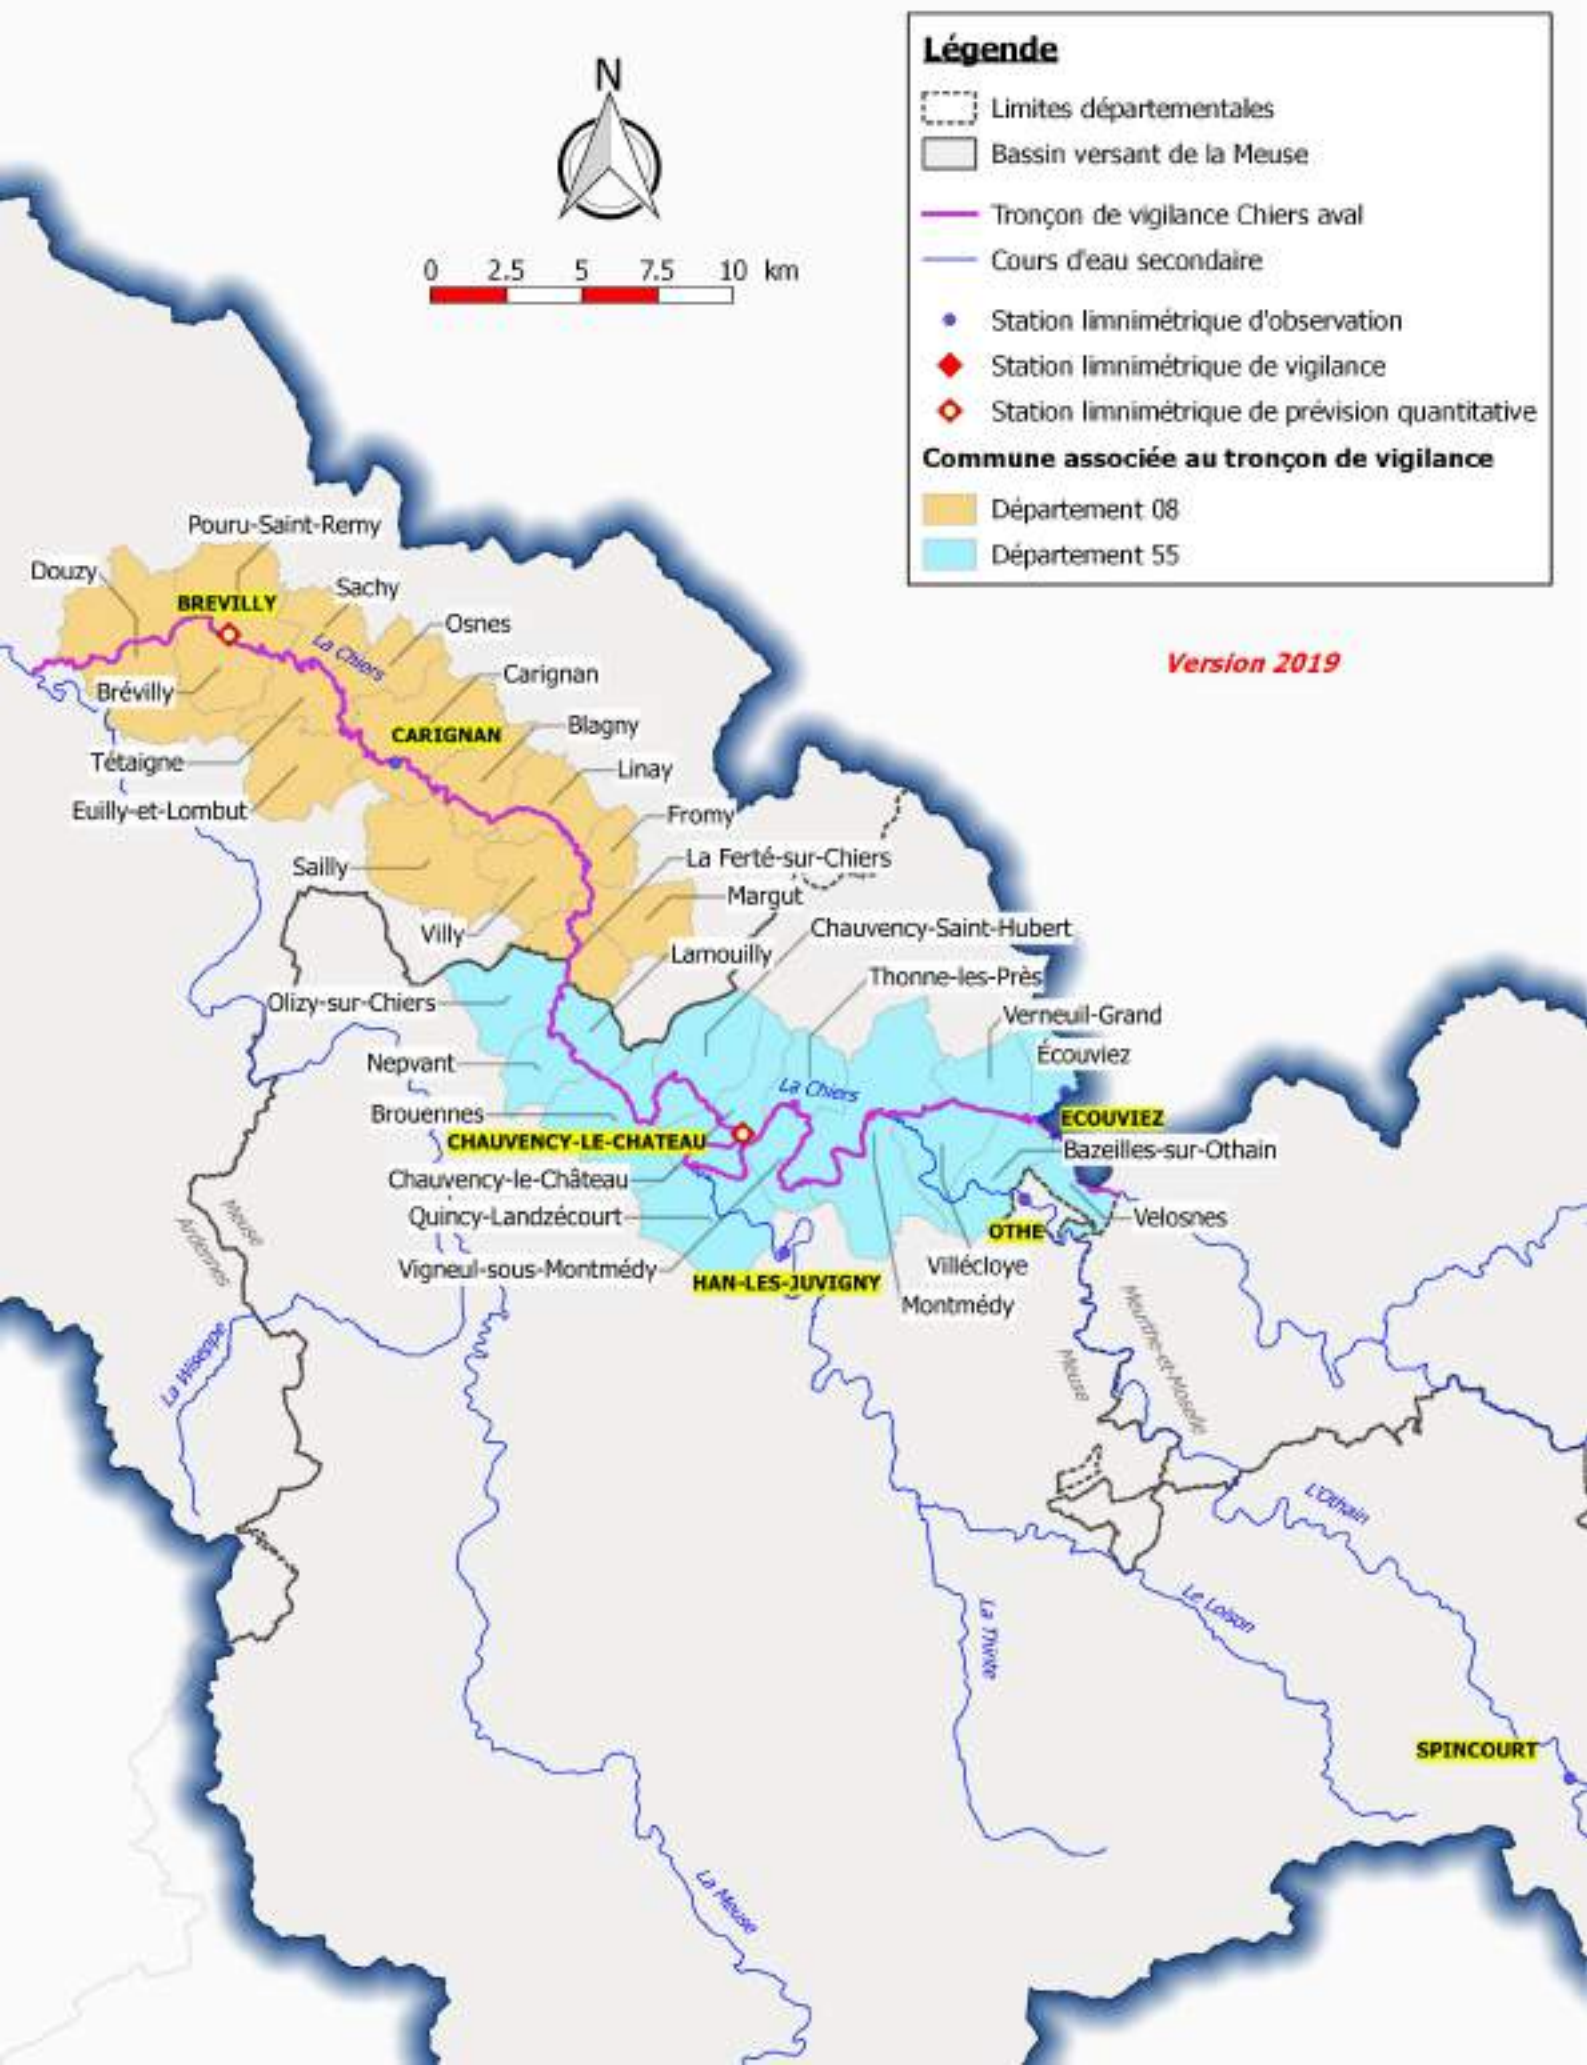 Légende
Limites départementales
Bassin versant de la Meuse
Tronçon de vigilance Chiers aval
Cours d'eau secondaire
Station limnimétrique d'observation
Station limnimétrique de vigilance
Station limnimétrique de prévision quantitative
Commune associée au tronçon de vigilance
Département 08
Département 55
N
0 2.5 5 7.5 10 km
Version 2019
Pouru-Saint-Remy
Douzy
Sachy
BREVILLY
Osnes
La Chiers
Carignan
Brévilly
Blagny
CARIGNAN
Tétaigne
Linay
Euilly-et-Lombut
Fromy
La Ferté-sur-Chiers
Sailly
Margut
Chauvency-Saint-Hubert
Villy
Lamouilly
Thonne-les-Près
Olizy-sur-Chiers
Verneuil-Grand
Écouviez
Nepvant
La Chiers
Brouennes
ECOUVIEZ
CHAUVENCY-LE-CHATEAU
Bazeilles-sur-Othain
Chauvency-le-Château
Quincy-Landzécourt
Velosnes
OTHE
Meuse
Ardennes
Vigneul-sous-Montmédy
Villécloye
HAN-LES-JUVIGNY
Montmédy
La Wiseppe
Meurthe-et-Moselle
Meuse
L'Othain
Le Loison
La Thinte
SPINCOURT
La Meuse